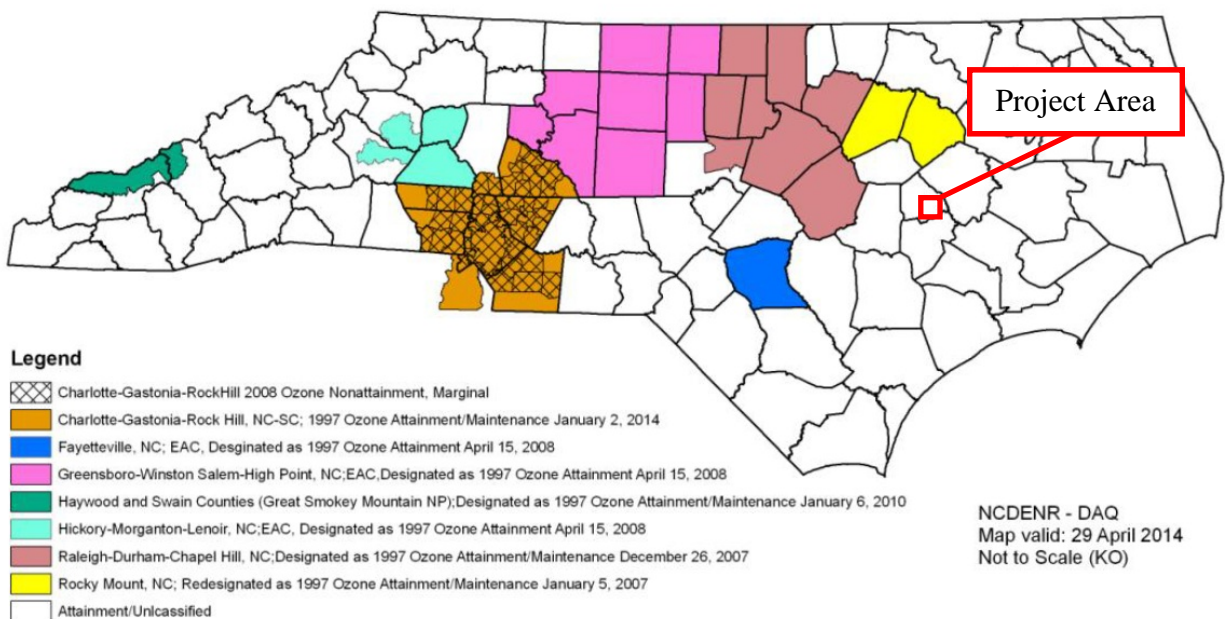 Project Area
Legend
Charlotte-Gastonia-RockHill 2008 Ozone Nonattainment, Marginal
Charlotte-Gastonia-Rock Hill, NC-SC; 1997 Ozone Attainment/Maintenance January 2, 2014
Fayetteville, NC; EAC, Desginated as 1997 Ozone Attainment April 15, 2008
Greensboro-Winston Salem-High Point, NC;EAC,Designated as 1997 Ozone Attainment April 15, 2008
Haywood and Swain Counties (Great Smokey Mountain NP);Designated as 1997 Ozone Attainment/Maintenance January 6, 2010
Hickory-Morganton-Lenoir, NC;EAC, Designated as 1997 Ozone Attainment April 15, 2008
Raleigh-Durham-Chapel Hill, NC;Designated as 1997 Ozone Attainment/Maintenance December 26, 2007
Rocky Mount, NC; Redesignated as 1997 Ozone Attainment/Maintenance January 5, 2007
Attainment/Unlcassified
NCDENR - DAQ
Map valid: 29 April 2014
Not to Scale (KO)